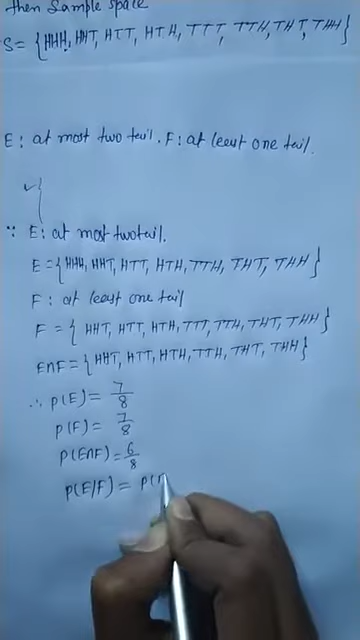 then Sample space
S = {HHH, HHT, HTT, HTH, TTT, TTH, THT, THH}
E: at most two tail. F: at least one tail.
∵ E: at most two tail.
E = {HHH, HHT, HTT, HTH, TTH, THT, THH}
F: at least one tail
F = {HHT, HTT, HTH, TTT, TTH, THT, THH}
E∩F = {HHT, HTT, HTH, TTH, THT, THH}
∴ P(E) = 7/8
P(F) = 7/8
P(E∩F) = 6/8
P(E/F) = P(